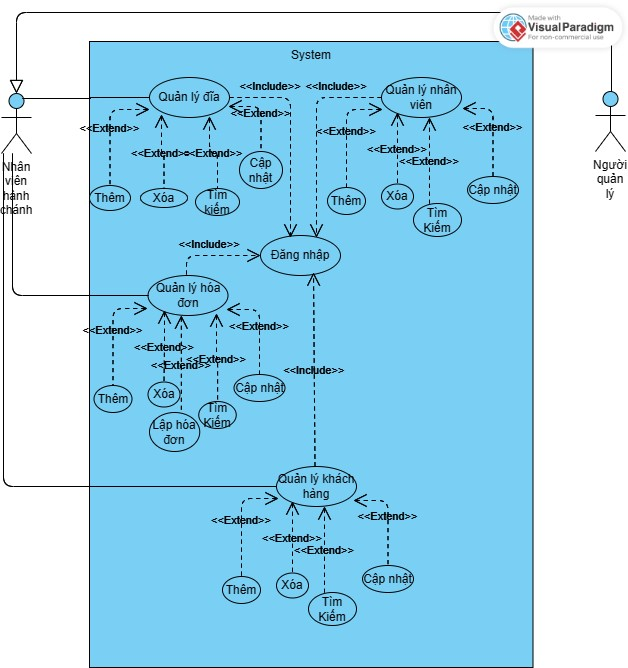 Made with
Visual Paradigm
For non-commercial use
System
Quản lý đĩa
<<Include>>
<<Include>>
Quản lý nhân
viên
<<Extend>>
<<Extend>>
<<Extend>>
<<Extend>>
<<Extend>>
<<Extend>>
<<Extend>>
<<Extend>>
Thêm
Xóa
Tìm
kiếm
Cập
nhật
Thêm
Xóa
Tìm
Kiếm
Cập nhật
Nhân
viên
hành
chánh
Người
quản
lý
<<Include>>
Đăng nhập
Quản lý hóa
đơn
<<Extend>>
<<Extend>>
<<Extend>>
<<Extend>>
<<Extend>>
<<Include>>
Thêm
Xóa
Lập hóa
đơn
Tìm
Kiếm
Cập nhật
Quản lý khách
hàng
<<Extend>>
<<Extend>>
<<Extend>>
<<Extend>>
Thêm
Xóa
Tìm
Kiếm
Cập nhật